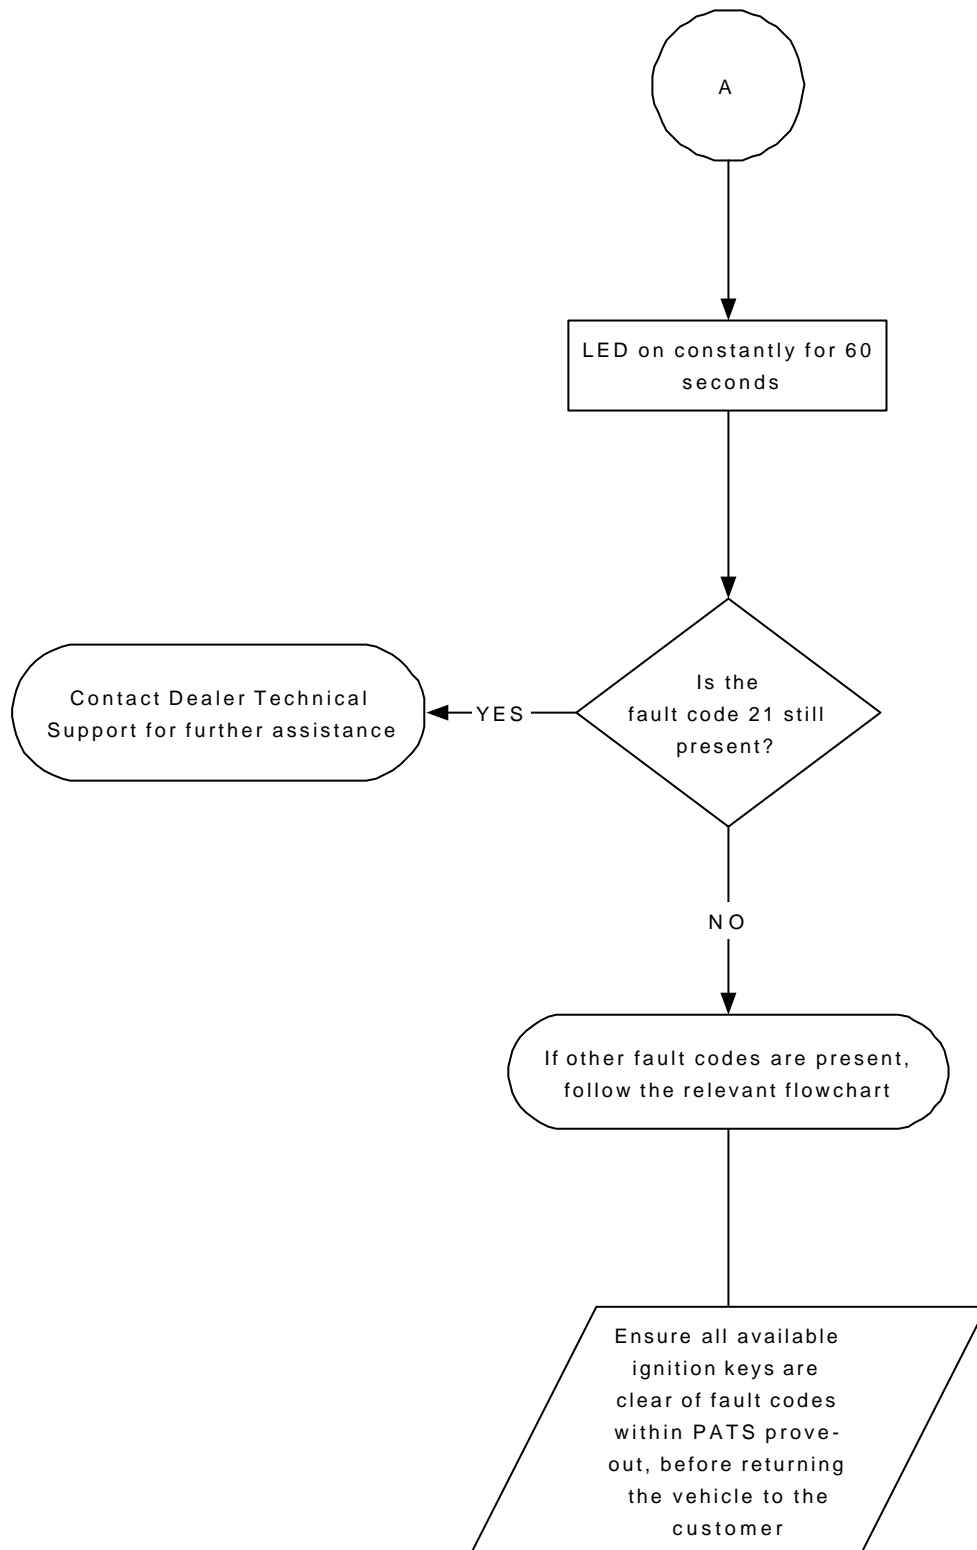 A
LED on constantly for 60
seconds
Is the
fault code 21 still
present?
YES
Contact Dealer Technical
Support for further assistance
NO
If other fault codes are present,
follow the relevant flowchart
Ensure all available
ignition keys are
clear of fault codes
within PATS prove-
out, before returning
the vehicle to the
customer